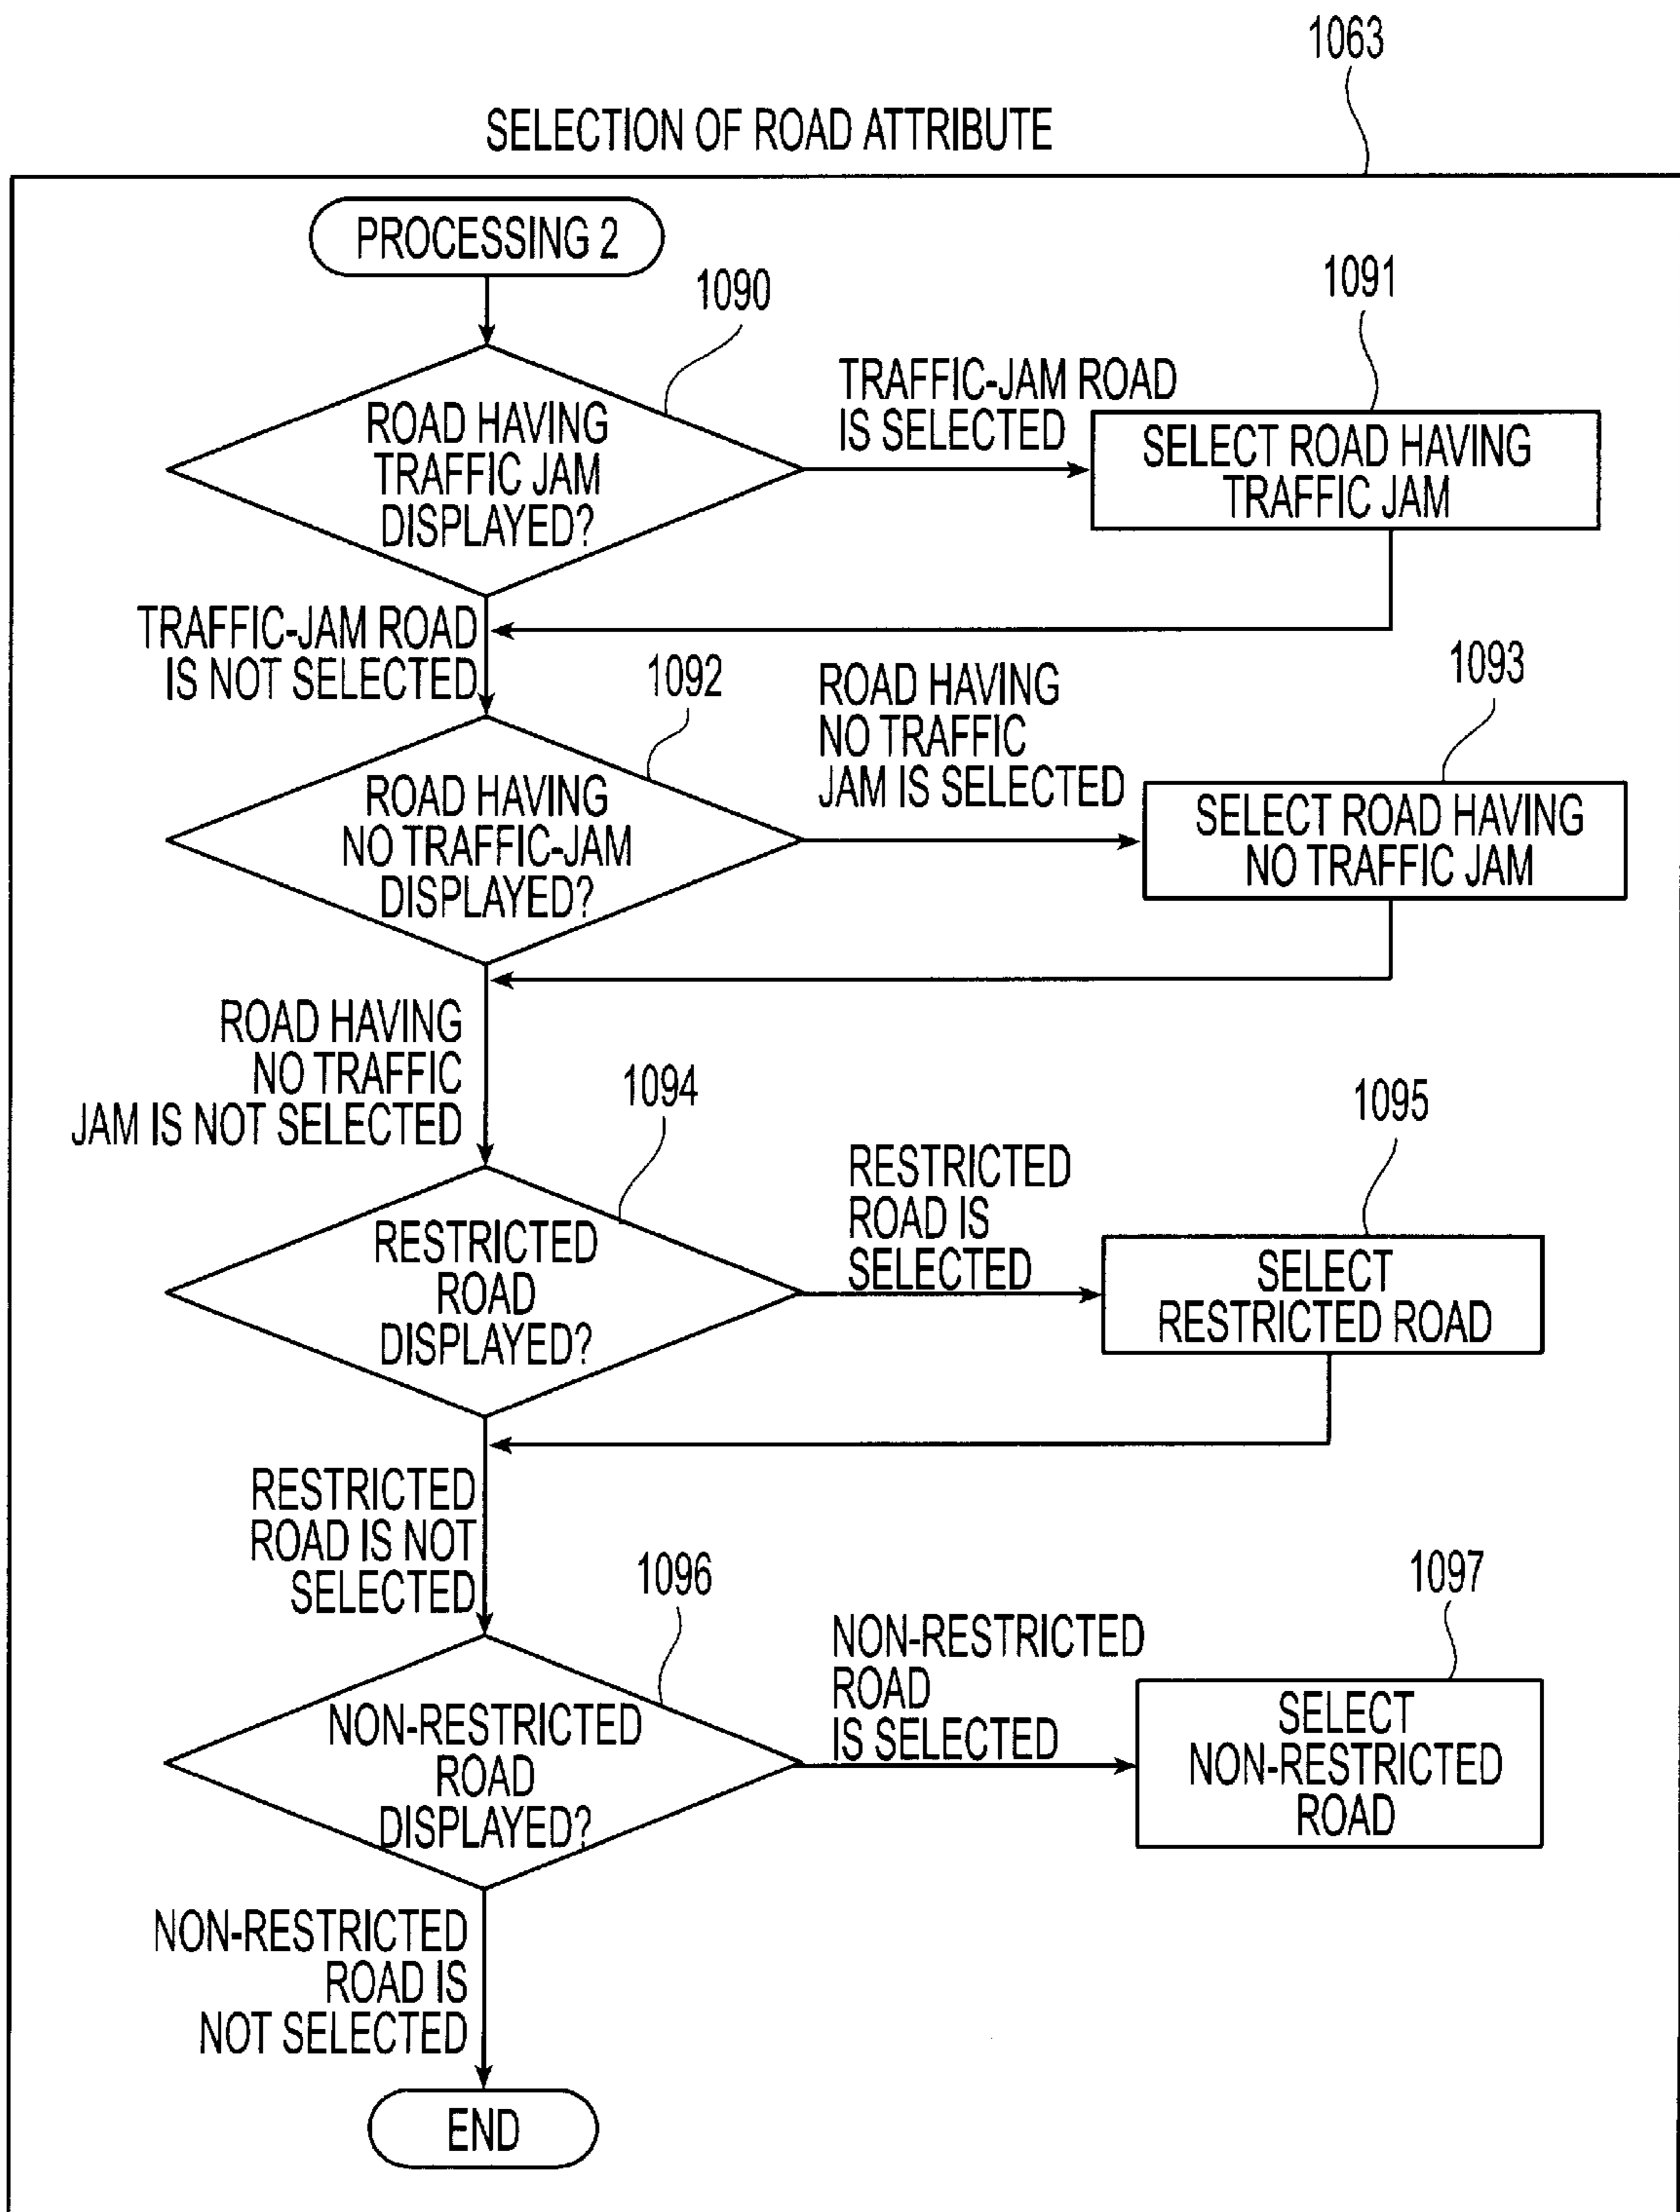 1063
SELECTION OF ROAD ATTRIBUTE
PROCESSING 2
1090
ROAD HAVING
TRAFFIC JAM
DISPLAYED?
TRAFFIC-JAM ROAD
IS SELECTED
1091
SELECT ROAD HAVING
TRAFFIC JAM
TRAFFIC-JAM ROAD
IS NOT SELECTED
1092
ROAD HAVING
NO TRAFFIC-JAM
DISPLAYED?
ROAD HAVING
NO TRAFFIC
JAM IS SELECTED
1093
SELECT ROAD HAVING
NO TRAFFIC JAM
ROAD HAVING
NO TRAFFIC
JAM IS NOT SELECTED
1094
RESTRICTED
ROAD
DISPLAYED?
RESTRICTED
ROAD IS
SELECTED
1095
SELECT
RESTRICTED ROAD
RESTRICTED
ROAD IS NOT
SELECTED
1096
NON-RESTRICTED
ROAD
DISPLAYED?
NON-RESTRICTED
ROAD
IS SELECTED
1097
SELECT
NON-RESTRICTED
ROAD
NON-RESTRICTED
ROAD IS
NOT SELECTED
END